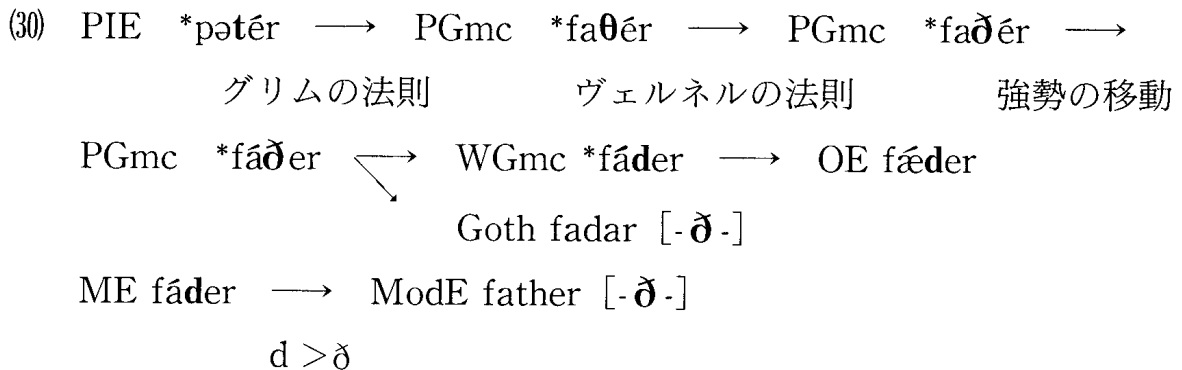 (30) PIE *pətér ⟶ PGmc *faθér ⟶ PGmc *faðér ⟶
グリムの法則 ヴェルネルの法則 強勢の移動
PGmc *fáðer ⟶ WGmc *fáder ⟶ OE fǽder
Goth fadar [-ð-]
ME fáder ⟶ ModE father [-ð-]
d > ð